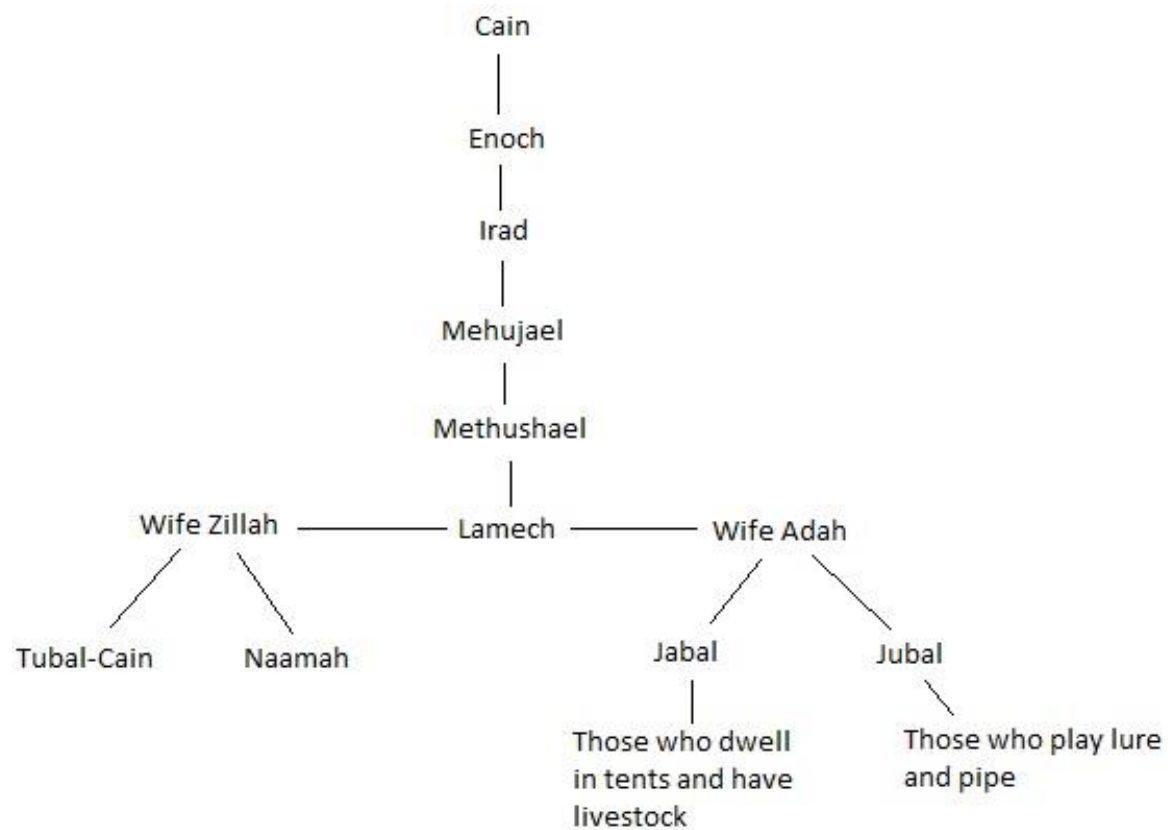 Cain
Enoch
Irad
Mehujael
Methushael
Wife Zillah
Lamech
Wife Adah
Tubal-Cain
Naamah
Jabal
Jubal
Those who dwell
in tents and have
livestock
Those who play lure
and pipe